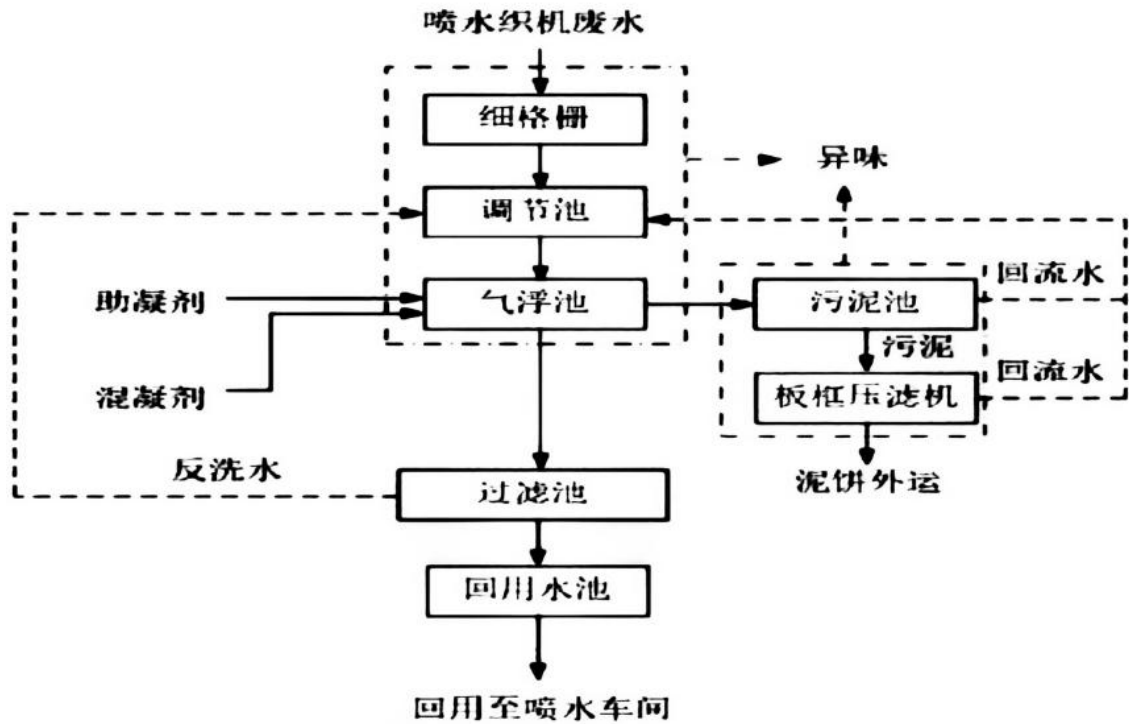 喷水织机废水
细格栅
异味
调节池
助凝剂
气浮池
污泥池
回流水
污泥
混凝剂
板框压滤机
回流水
反洗水
过滤池
泥饼外运
回用水池
回用至喷水车间